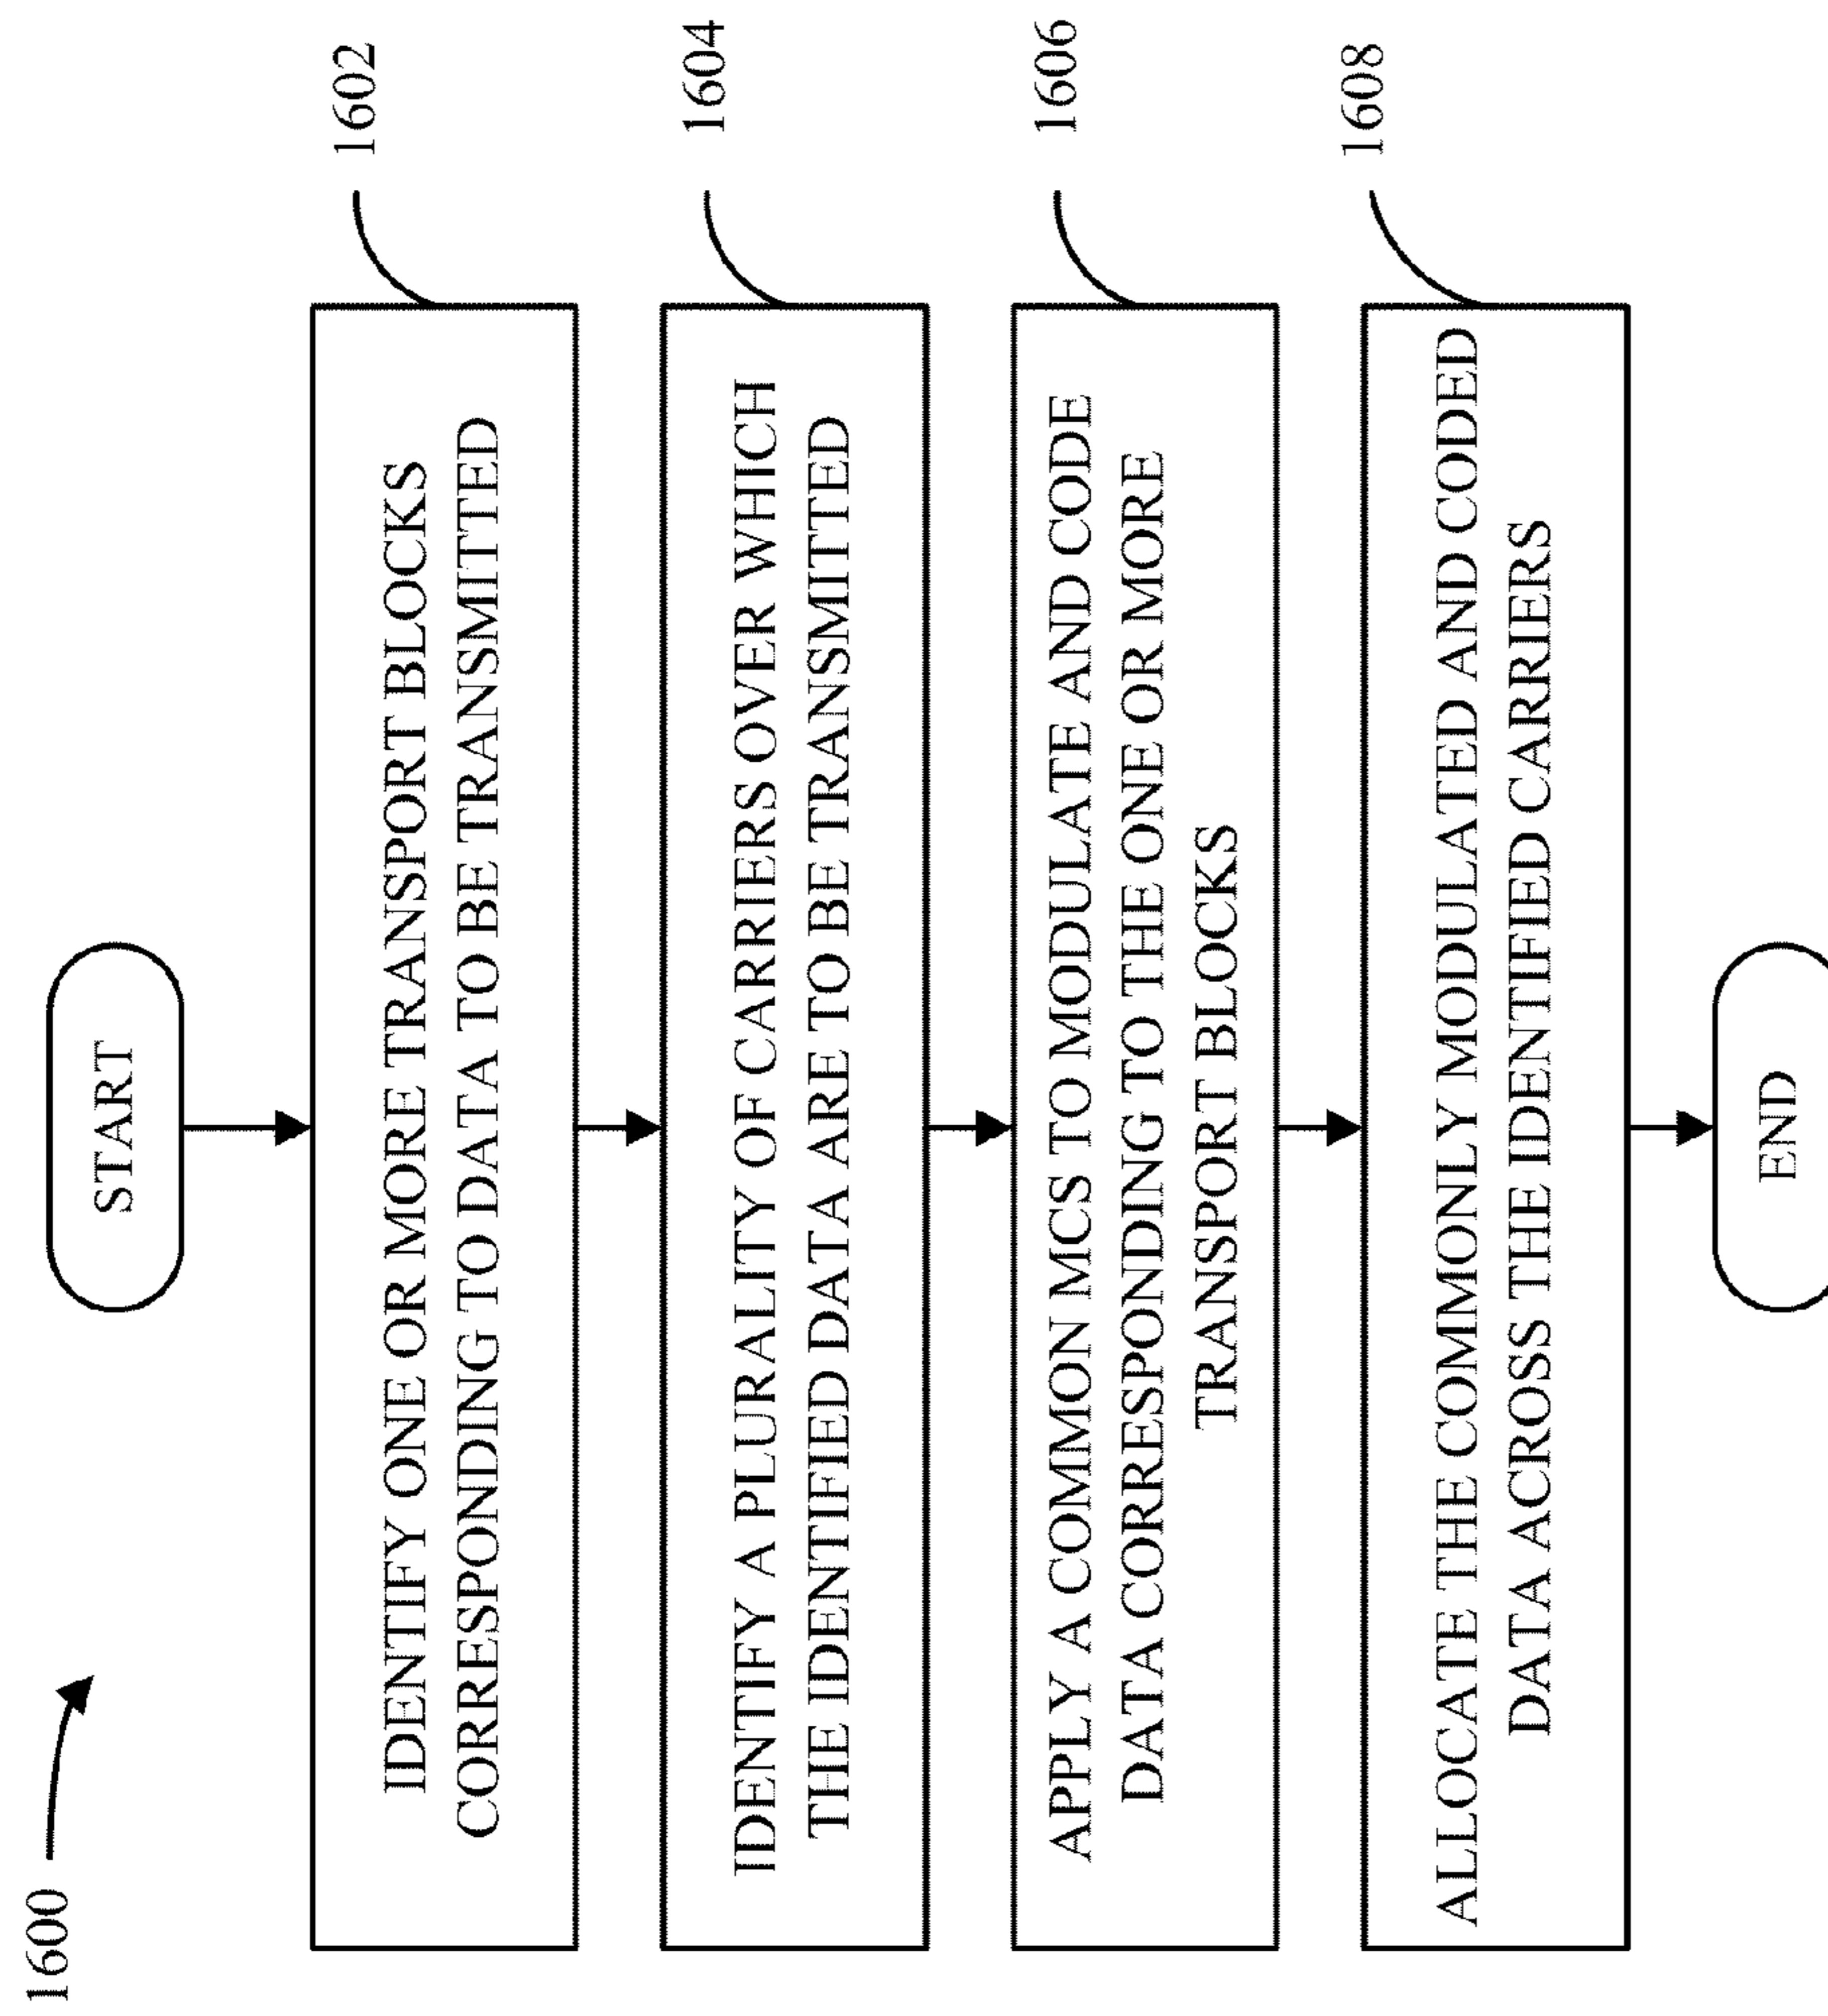 1600
START
IDENTIFY ONE OR MORE TRANSPORT BLOCKS
CORRESPONDING TO DATA TO BE TRANSMITTED
1602
IDENTIFY A PLURALITY OF CARRIERS OVER WHICH
THE IDENTIFIED DATA ARE TO BE TRANSMITTED
1604
APPLY A COMMON MCS TO MODULATE AND CODE
DATA CORRESPONDING TO THE ONE OR MORE
TRANSPORT BLOCKS
1606
ALLOCATE THE COMMONLY MODULATED AND CODED
DATA ACROSS THE IDENTIFIED CARRIERS
1608
END